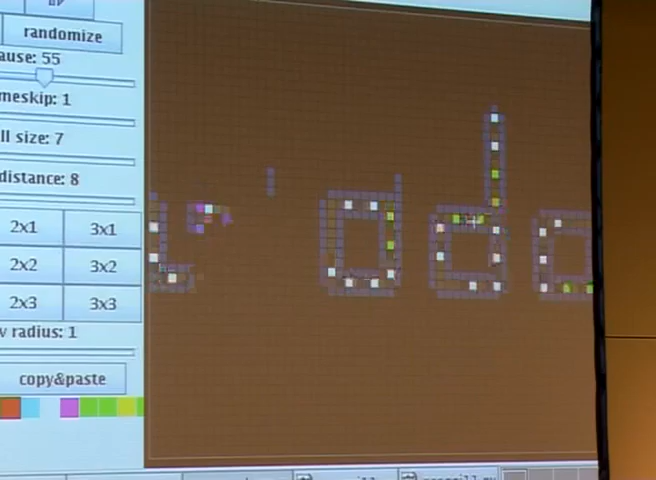 randomize
ause: 55
meskip: 1
ll size: 7
distance: 8
2x1 3x1
2x2 3x2
2x3 3x3
v radius: 1
copy&paste